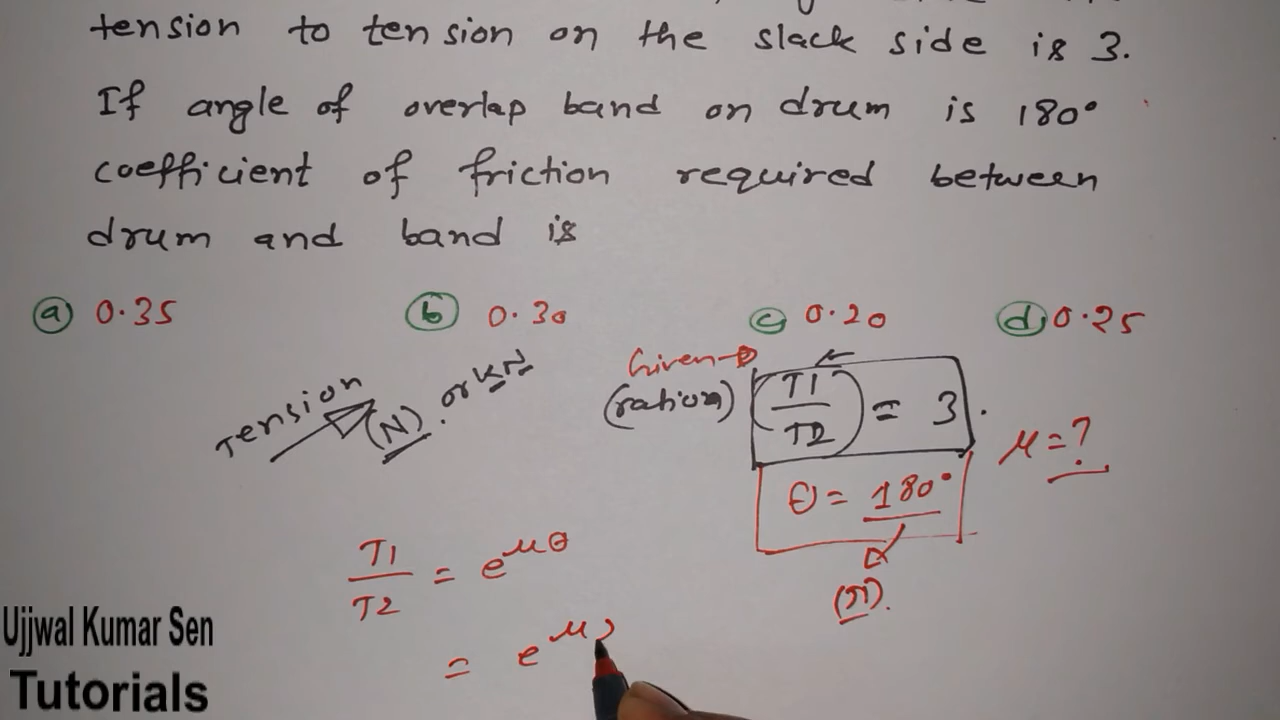 tension to tension on the slack side is 3.
If angle of overlap band on drum is 180°
coefficient of friction required between
drum and band is
(a) 0.35 (b) 0.30 (c) 0.20 (d) 0.25
Tension (N). or kN
Given →
(ration) (T1/T2) = 3.
μ = ?
θ = 180°
(π).
T1/T2 = e^μθ
= e^μ
Ujjwal Kumar Sen
Tutorials